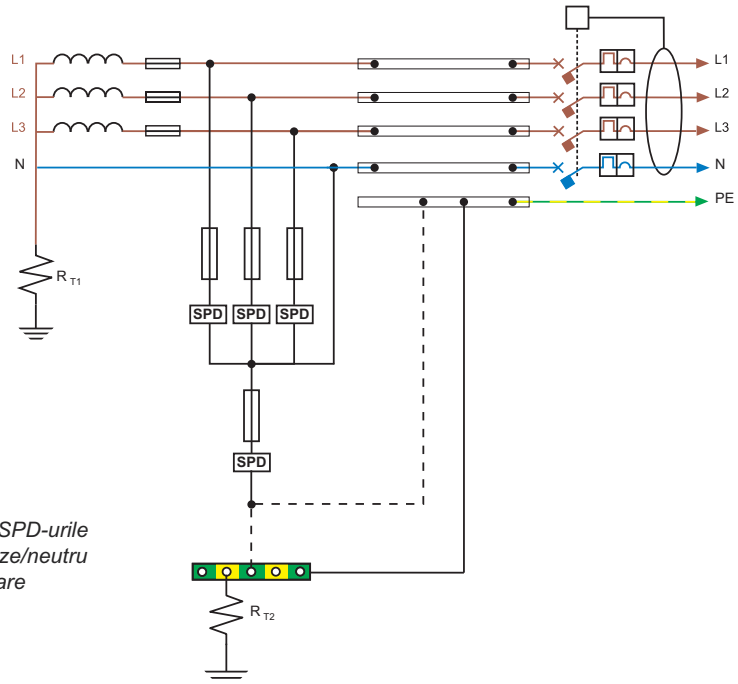 L1 L1
L2 L2
L3 L3
N N
PE
R T1
SPD SPD SPD
SPD
SPD-urile
ze/neutru
are
R T2